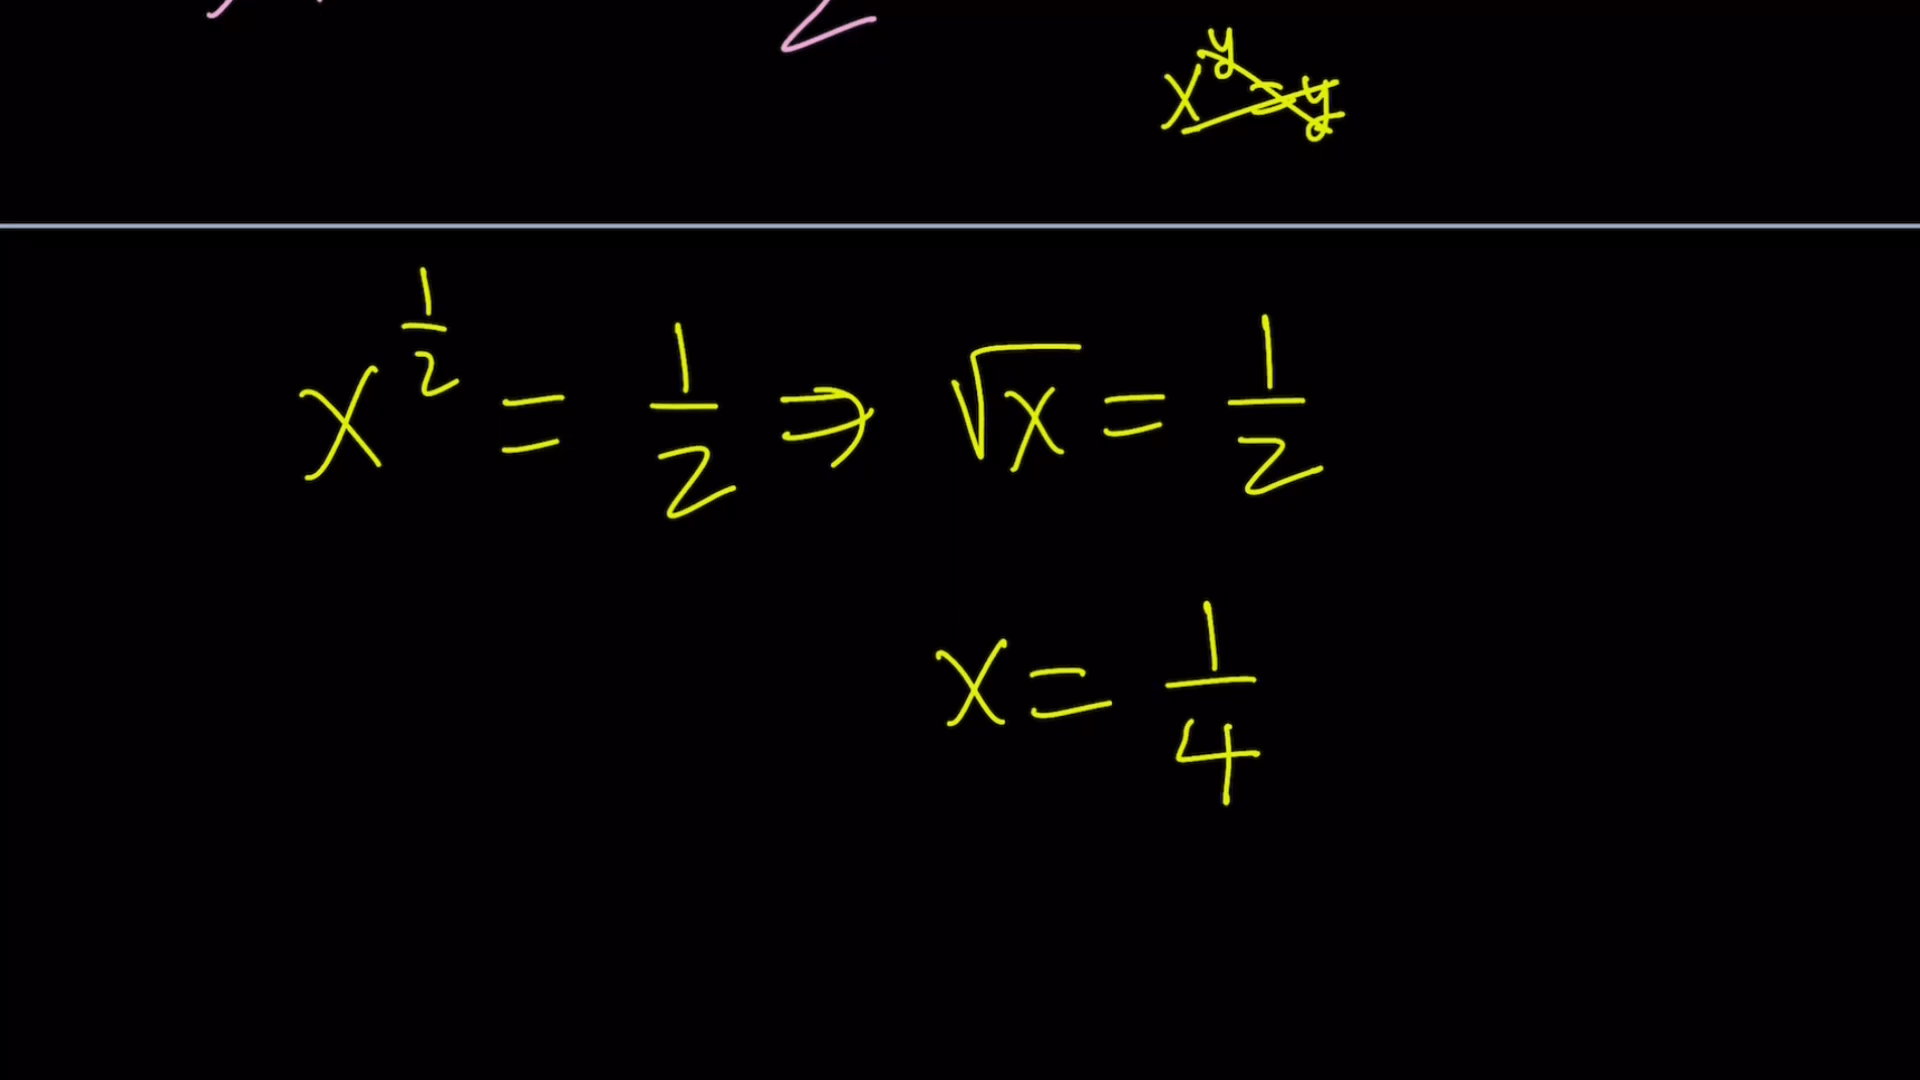 x^y = y
x^(1/2) = 1/2 ⇒ √x = 1/2
x = 1/4